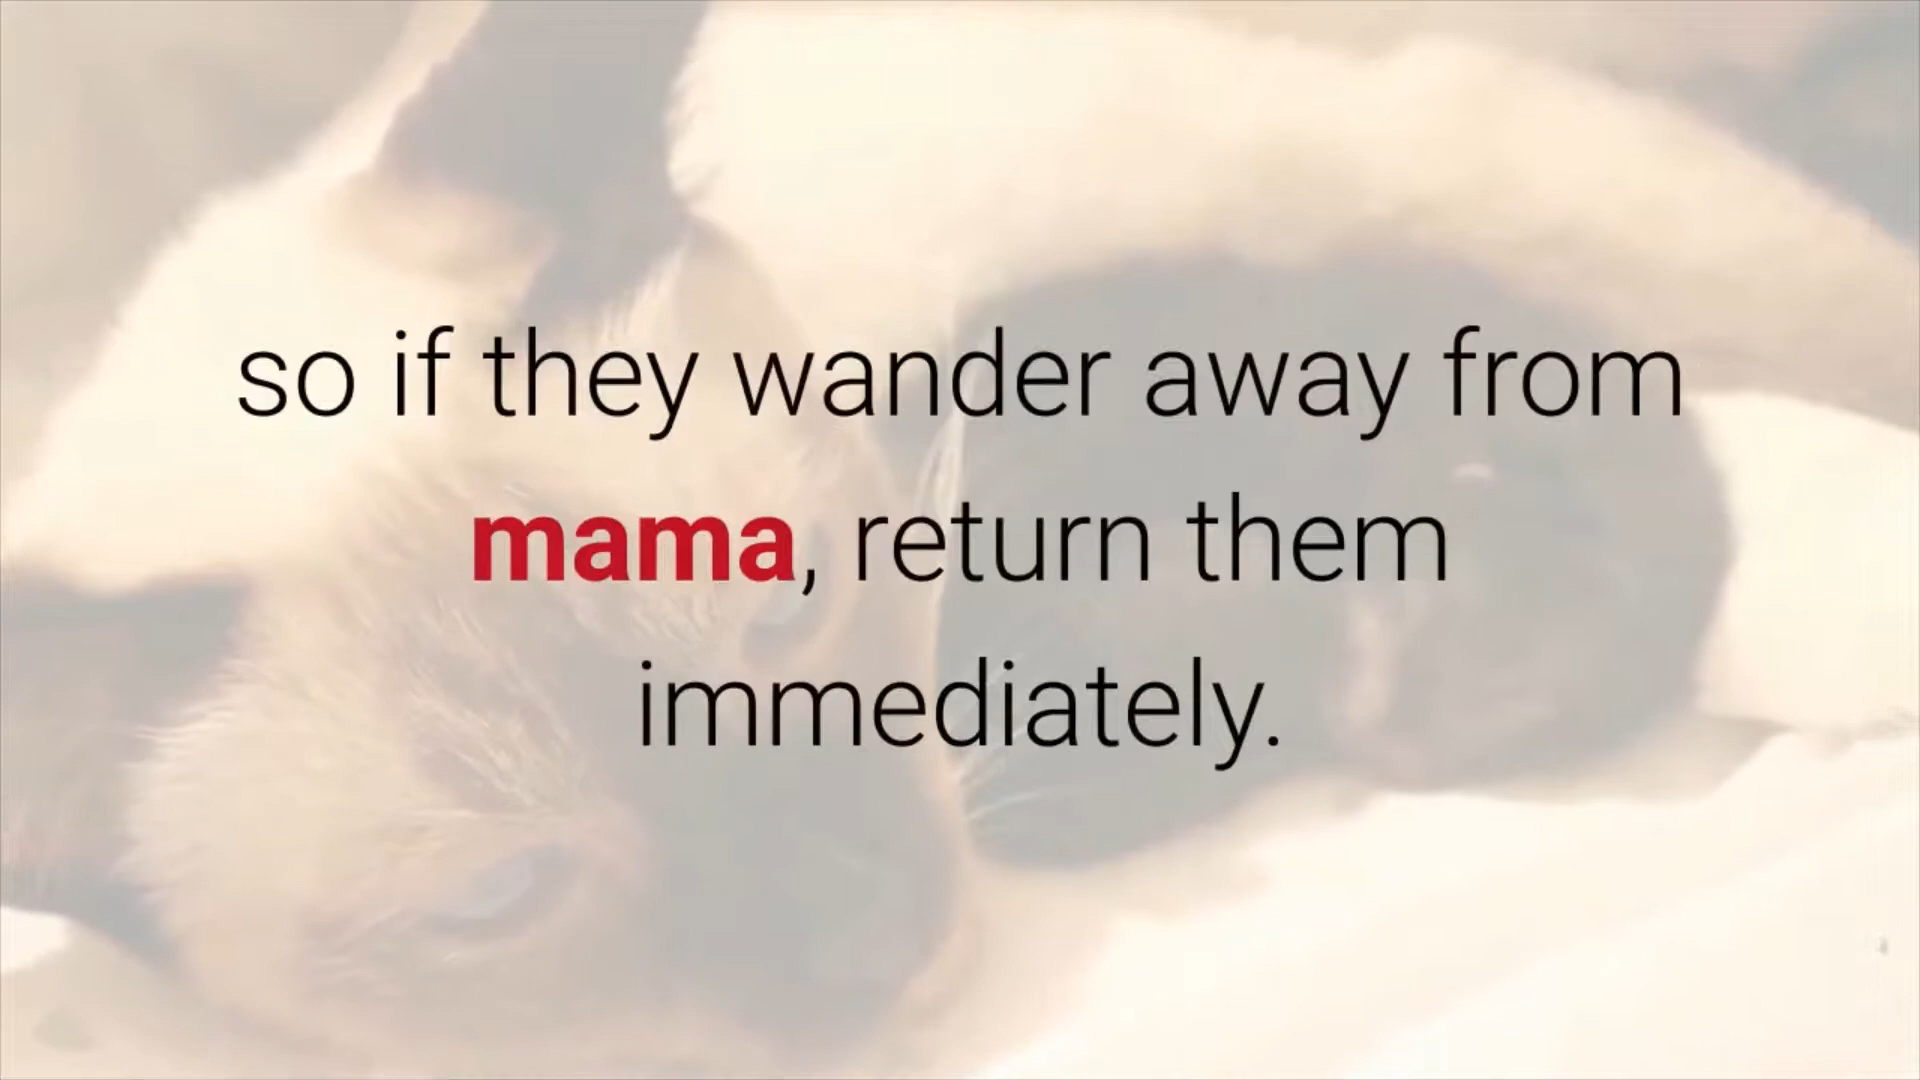 so if they wander away from
mama, return them
immediately.